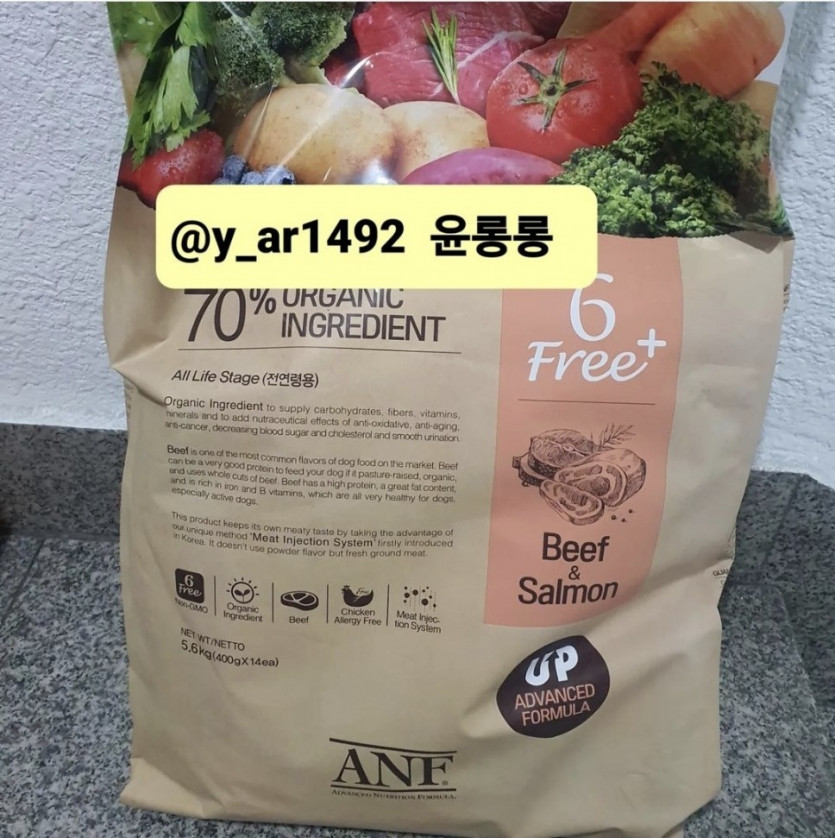 @y_ar1492 윤롱롱
70% ORGANIC
INGREDIENT
All Life Stage (전연령용)
Organic Ingredient to supply carbohydrates, fibers, vitamins,
minerals and to add nutraceutical effects of anti-oxidative, anti-aging,
anti-cancer, decreasing blood sugar and cholesterol and smooth urination.
Beef is one of the most common flavors of dog food on the market. Beef
can be a very good protein to feed your dog if it pasture-raised, organic,
and uses whole cuts of beef. Beef has a high protein, a great fat content,
and is rich in iron and B vitamins, which are all very healthy for dogs,
especially active dogs.
This product keeps its own meaty taste by taking the advantage of
our unique method "Meat Injection System" firstly introduced
in Korea. It doesn't use powder flavor but fresh ground meat.
6
Free
Non-GMO
Organic
Ingredient
Beef
Free
Chicken
Allergy Free
Meat Injec-
tion System
NET WT/NETTO
5.6kg(400gX14ea)
6
Free+
Beef
&
Salmon
UP
ADVANCED
FORMULA
ANF®
ADVANCED NUTRITION FORMULA.